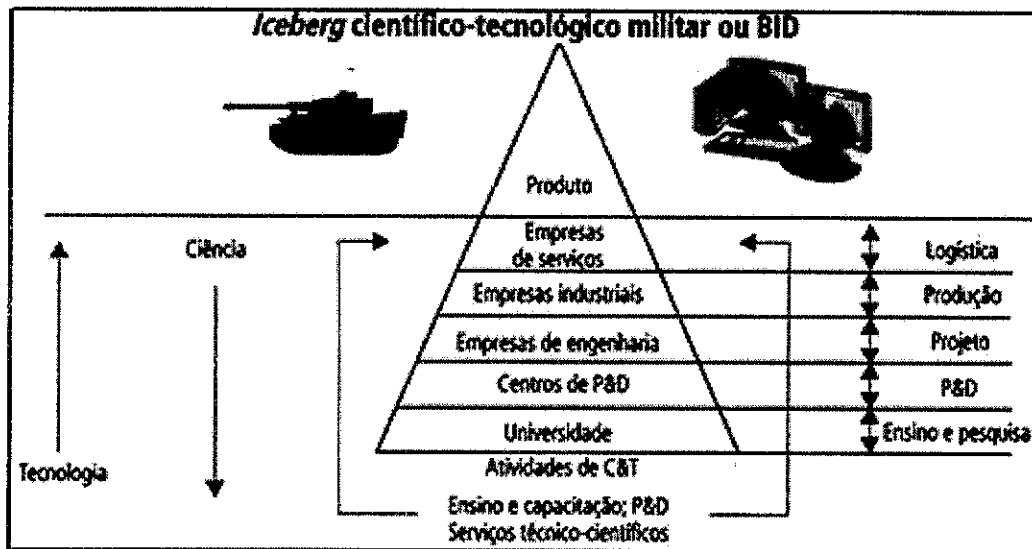 Iceberg científico-tecnológico militar ou BID
Produto
Ciência
Empresas
de serviços
Logística
Empresas industriais
Produção
Empresas de engenharia
Projeto
Centros de P&D
P&D
Universidade
Ensino e pesquisa
Tecnologia
Atividades de C&T
Ensino e capacitação; P&D
Serviços técnico-científicos